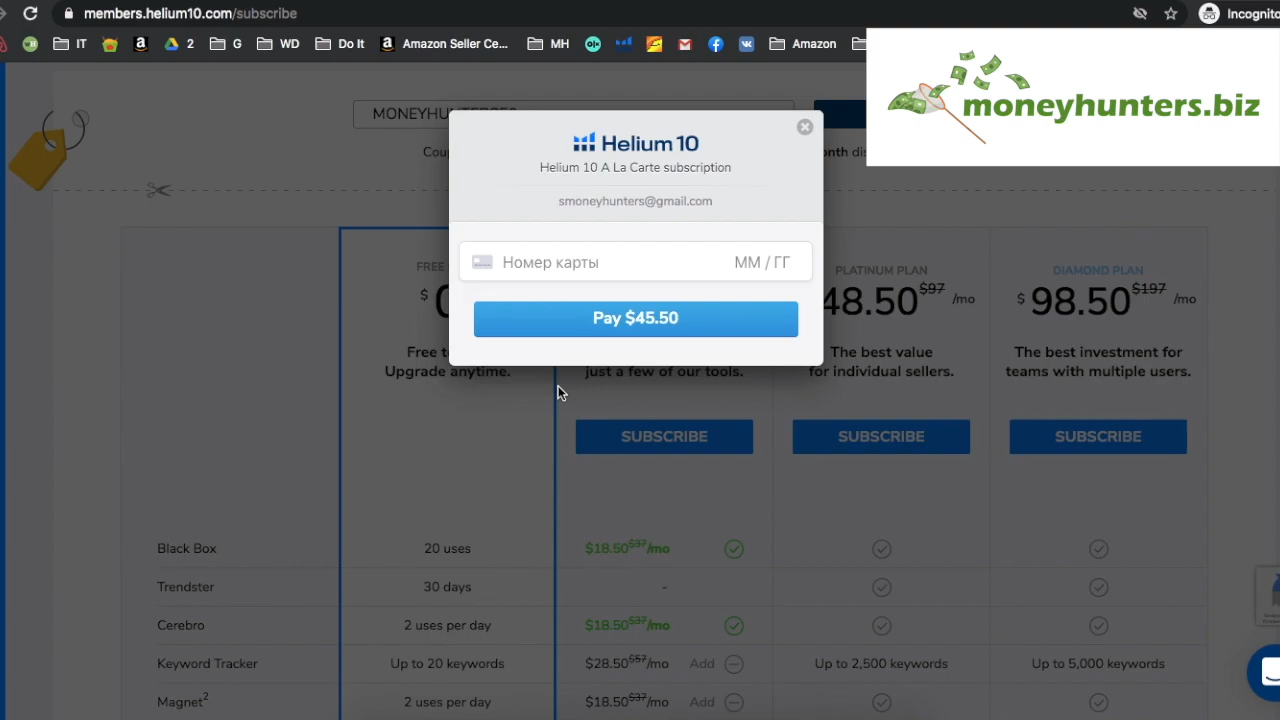 members.helium10.com/subscribe
Incognito
2
G
WD
Do It
Amazon Seller Ce...
MH
Amazon
moneyhunters.biz
Helium 10
Helium 10 A La Carte subscription
smoneyhunters@gmail.com
Номер карты
ММ / ГГ
Pay $45.50
FREE
$
PLATINUM PLAN
48.50 $97 /mo
DIAMOND PLAN
$ 98.50 $197 /mo
Upgrade anytime.
just a few of our tools.
The best value
for individual sellers.
The best investment for
teams with multiple users.
SUBSCRIBE
SUBSCRIBE
SUBSCRIBE
Black Box
20 uses
$18.50 $37 /mo
Trendster
30 days
-
Cerebro
2 uses per day
$18.50 $37 /mo
Keyword Tracker
Up to 20 keywords
$28.50 $57 /mo
Add
Up to 2,500 keywords
Up to 5,000 keywords
Magnet2
2 uses per day
$18.50 $37 /mo
Add